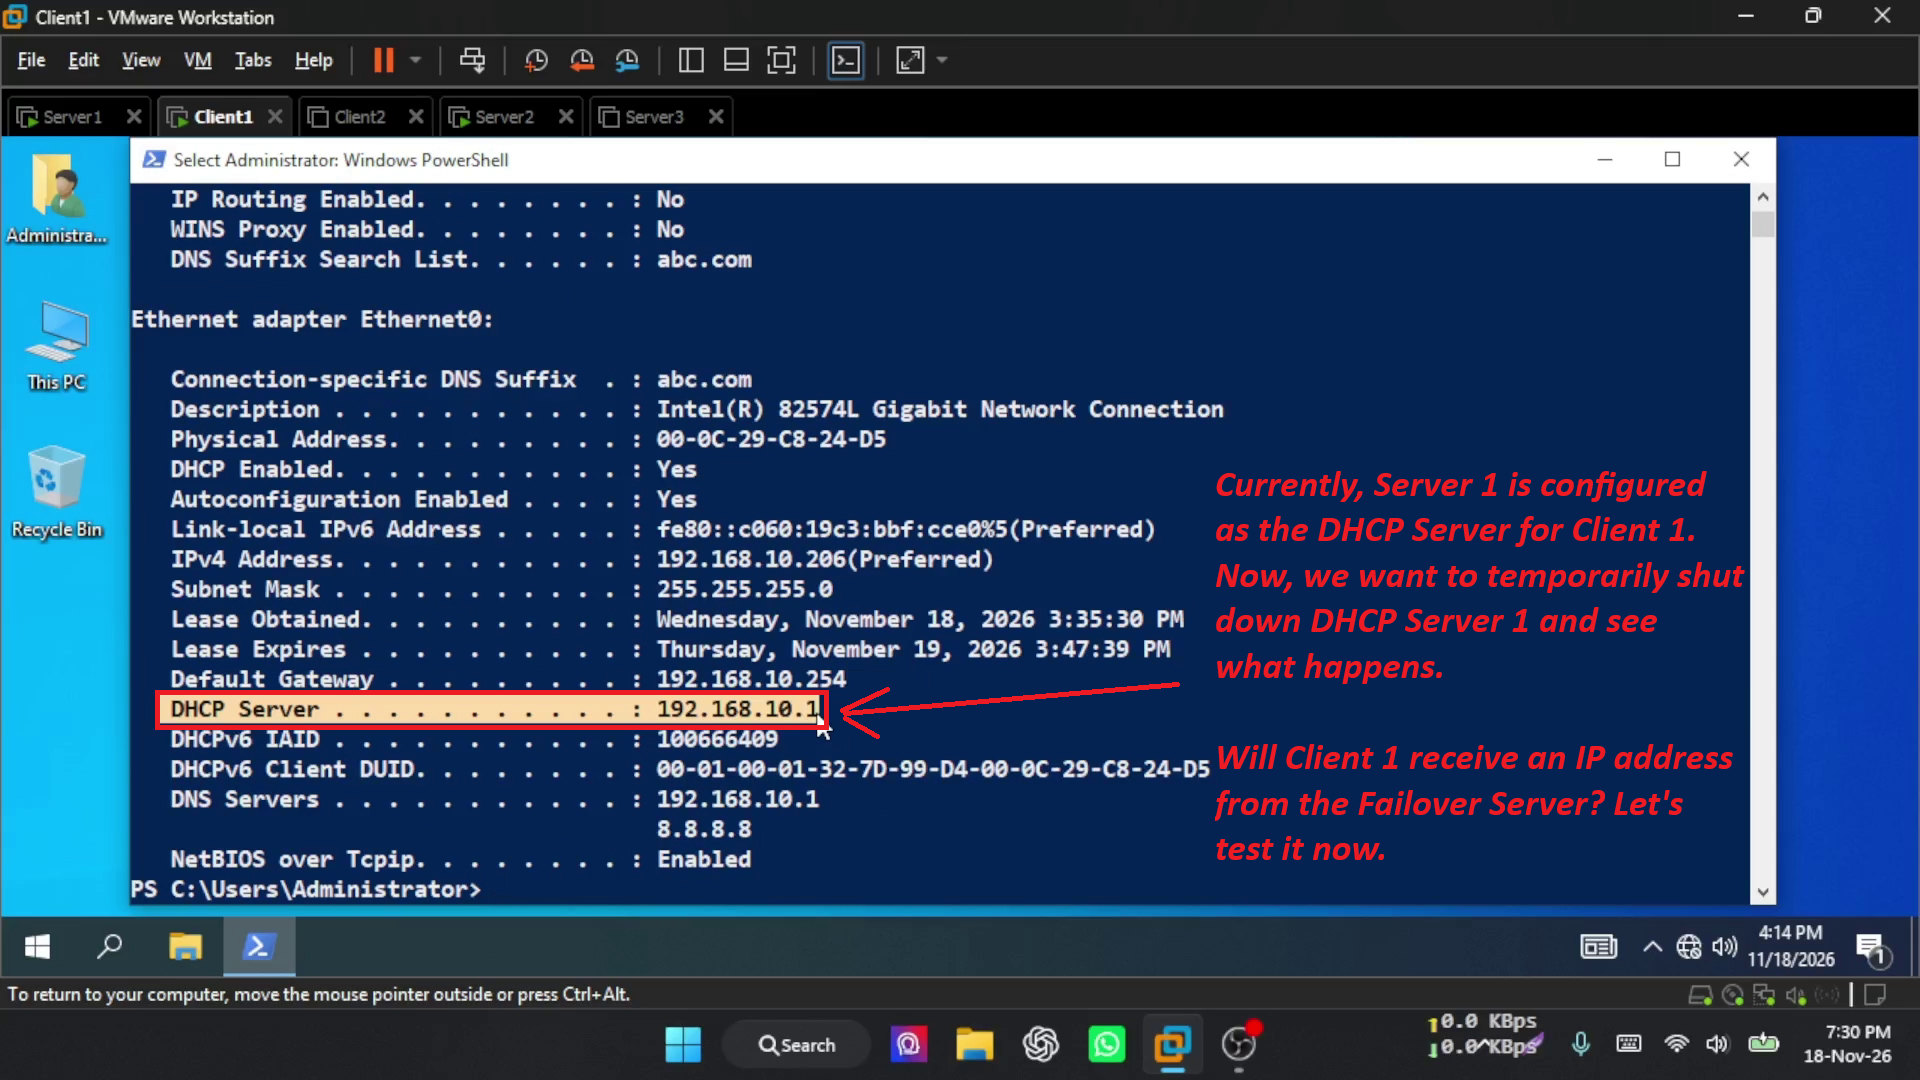 Client1 - VMware Workstation
File Edit View VM Tabs Help
Server1 Client1 Client2 Server2 Server3
Select Administrator: Windows PowerShell
IP Routing Enabled. . . . . . . . : No
WINS Proxy Enabled. . . . . . . . : No
DNS Suffix Search List. . . . . . : abc.com
Ethernet adapter Ethernet0:
Connection-specific DNS Suffix  . : abc.com
Description . . . . . . . . . . . : Intel(R) 82574L Gigabit Network Connection
Physical Address. . . . . . . . . : 00-0C-29-C8-24-D5
DHCP Enabled. . . . . . . . . . . : Yes
Autoconfiguration Enabled . . . . : Yes
Link-local IPv6 Address . . . . . : fe80::c060:19c3:bbf:cce0%5(Preferred)
IPv4 Address. . . . . . . . . . . : 192.168.10.206(Preferred)
Subnet Mask . . . . . . . . . . . : 255.255.255.0
Lease Obtained. . . . . . . . . . : Wednesday, November 18, 2026 3:35:30 PM
Lease Expires . . . . . . . . . . : Thursday, November 19, 2026 3:47:39 PM
Default Gateway . . . . . . . . . : 192.168.10.254
DHCP Server . . . . . . . . . . . : 192.168.10.1
DHCPv6 IAID . . . . . . . . . . . : 100666409
DHCPv6 Client DUID. . . . . . . . : 00-01-00-01-32-7D-99-D4-00-0C-29-C8-24-D5
DNS Servers . . . . . . . . . . . : 192.168.10.1
8.8.8.8
NetBIOS over Tcpip. . . . . . . . : Enabled
PS C:\Users\Administrator>
Currently, Server 1 is configured
as the DHCP Server for Client 1.
Now, we want to temporarily shut
down DHCP Server 1 and see
what happens.
Will Client 1 receive an IP address
from the Failover Server? Let's
test it now.
Administra...
This PC
Recycle Bin
4:14 PM
11/18/2026
1
To return to your computer, move the mouse pointer outside or press Ctrl+Alt.
Search
0.0 KBps
0.0 KBps
7:30 PM
18-Nov-26